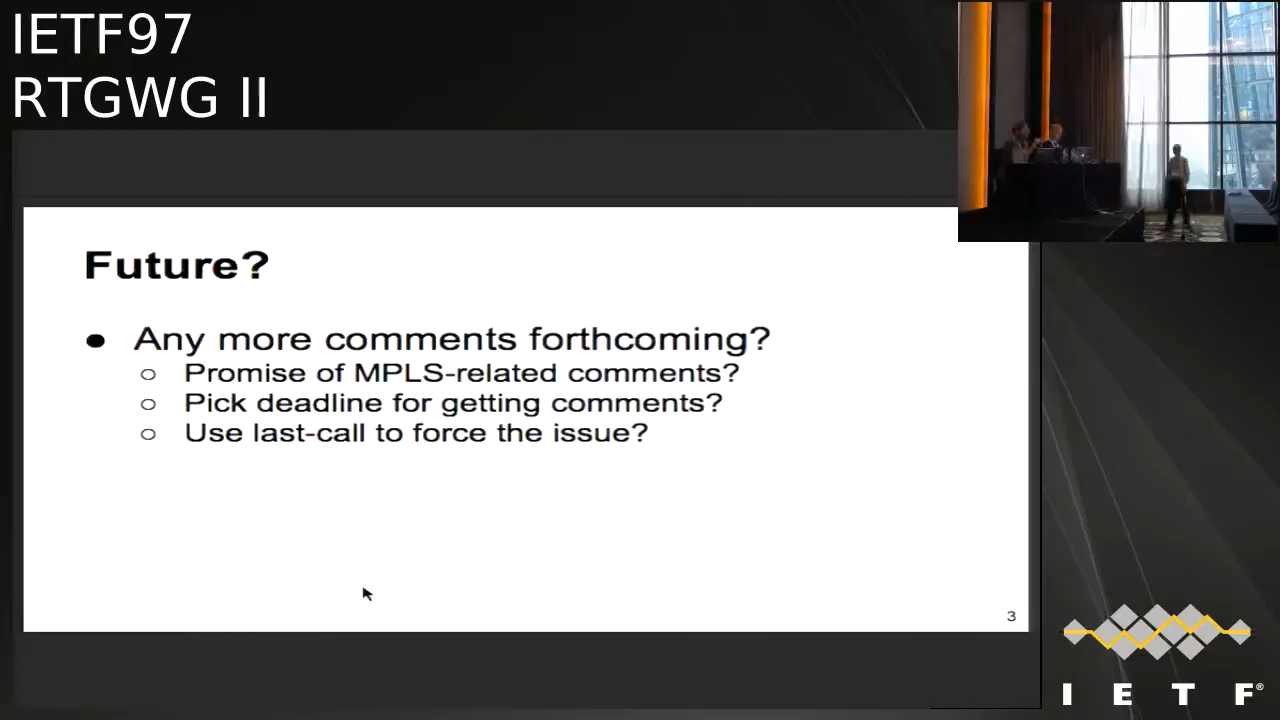 IETF97
RTGWG II
Future?
● Any more comments forthcoming?
○ Promise of MPLS-related comments?
○ Pick deadline for getting comments?
○ Use last-call to force the issue?
3
I E T F®